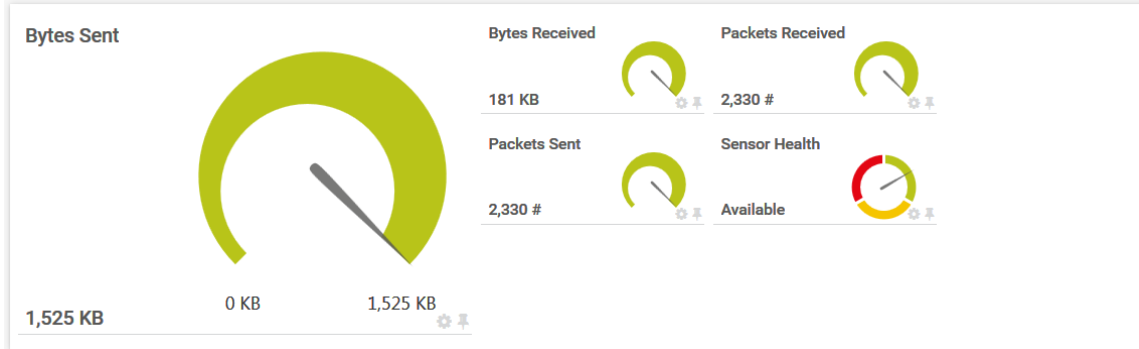 Bytes Sent
0 KB
1,525 KB
1,525 KB
Bytes Received
181 KB
Packets Received
2,330 #
Packets Sent
2,330 #
Sensor Health
Available